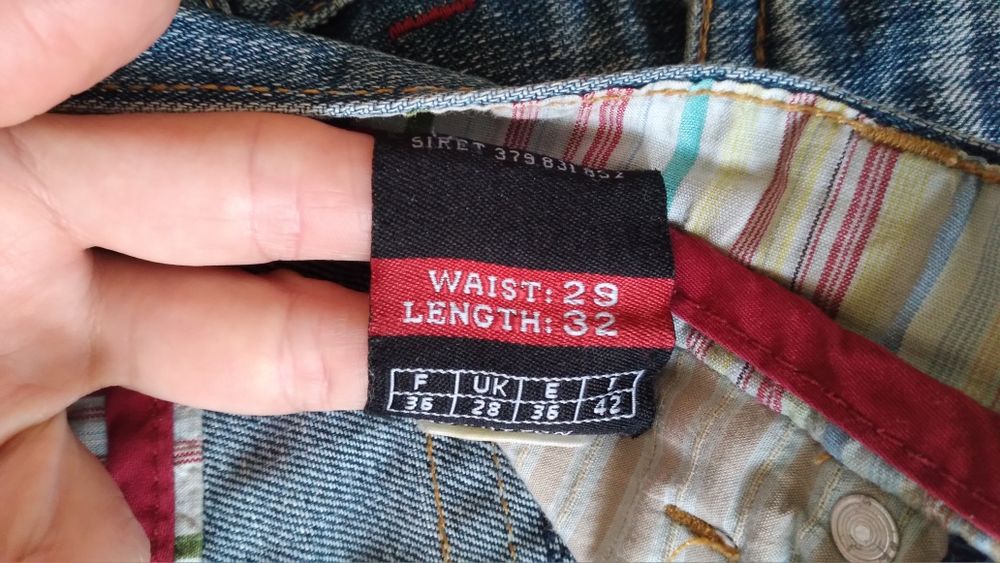 SIRET 379 831 852
WAIST: 29
LENGTH: 32
F UK E I
36 28 36 42